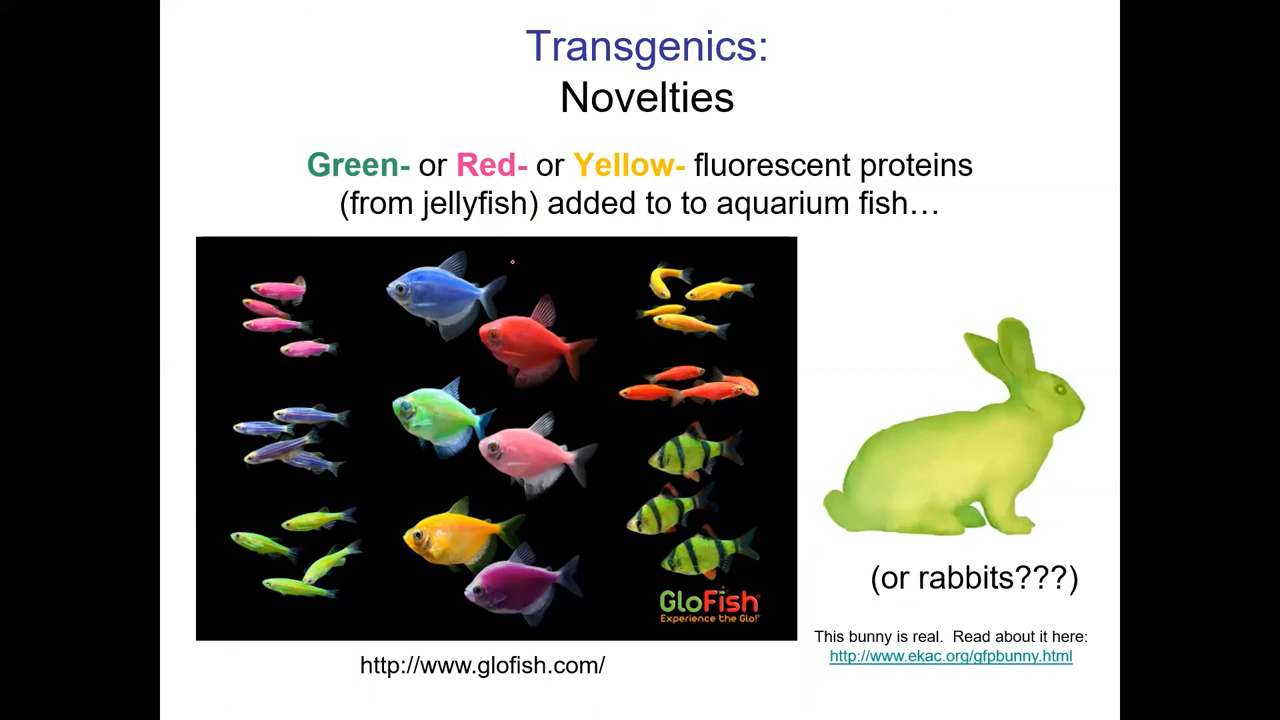 Transgenics:
Novelties
Green- or Red- or Yellow- fluorescent proteins
(from jellyfish) added to to aquarium fish…
GloFish®
Experience the Glo!®
(or rabbits???)
This bunny is real. Read about it here:
http://www.ekac.org/gfpbunny.html
http://www.glofish.com/